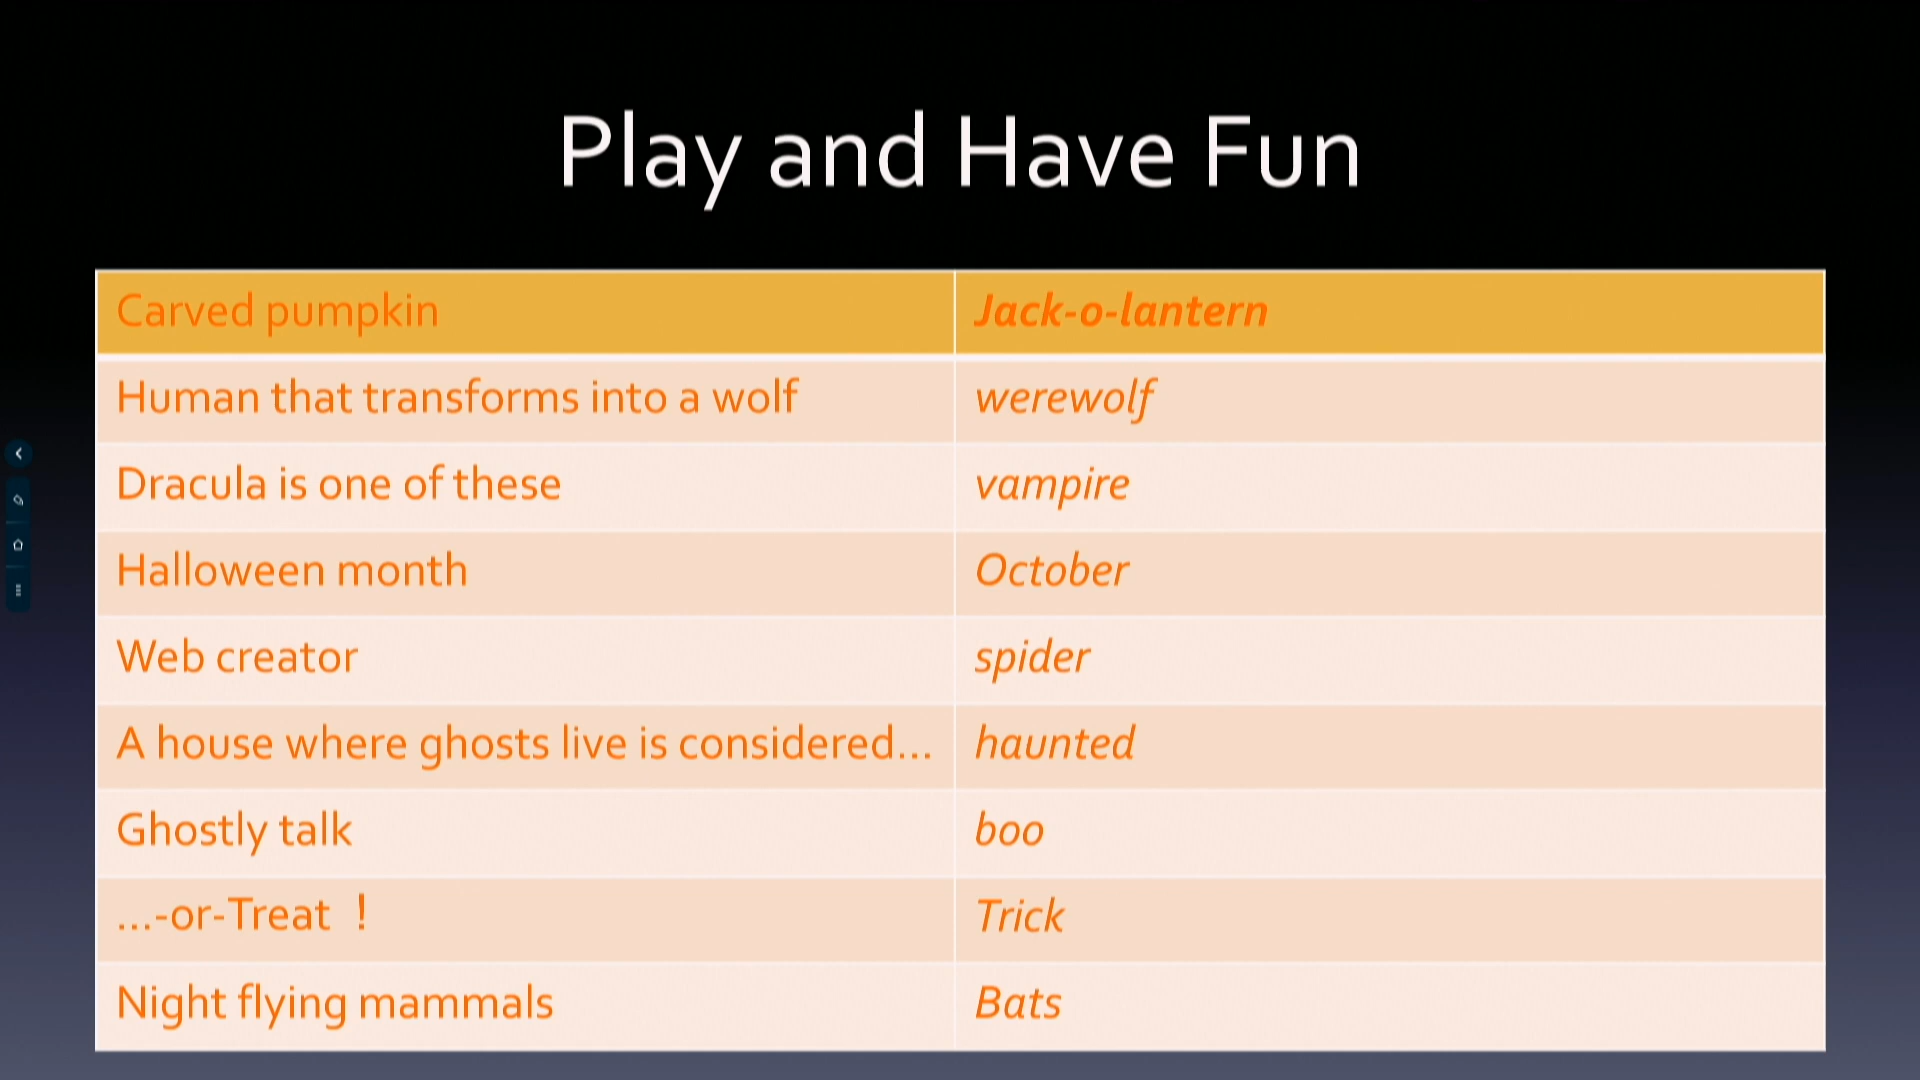 Play and Have Fun
Carved pumpkin
Jack-o-lantern
Human that transforms into a wolf
werewolf
Dracula is one of these
vampire
Halloween month
October
Web creator
spider
A house where ghosts live is considered...
haunted
Ghostly talk
boo
...-or-Treat !
Trick
Night flying mammals
Bats